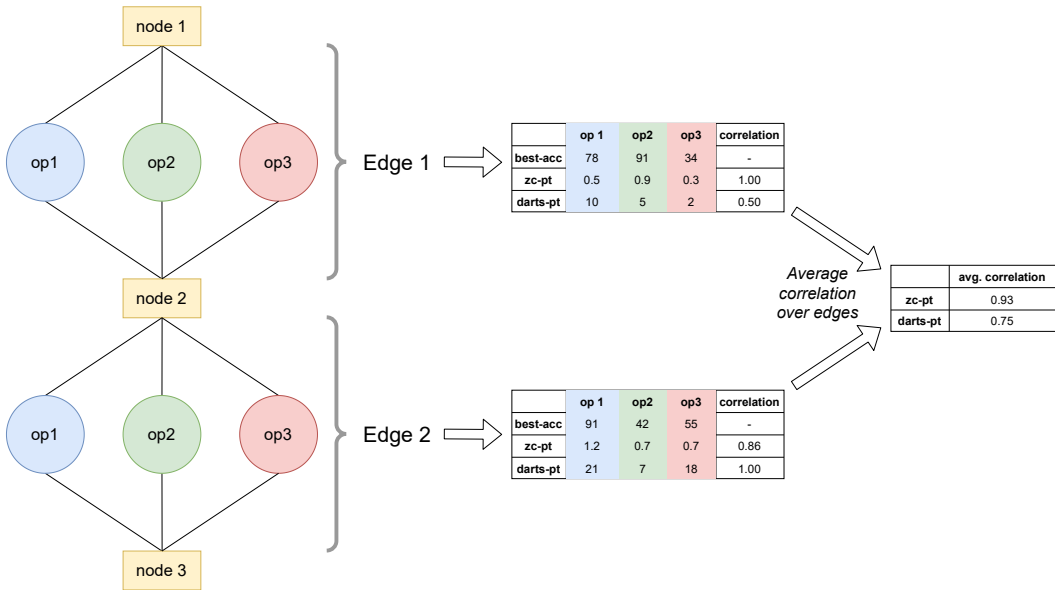 node 1
op1
op2
op3
node 2
op1
op2
op3
node 3
Edge 1
Edge 2
op 1 op2 op3 correlation
best-acc 78 91 34 -
zc-pt 0.5 0.9 0.3 1.00
darts-pt 10 5 2 0.50
op 1 op2 op3 correlation
best-acc 91 42 55 -
zc-pt 1.2 0.7 0.7 0.86
darts-pt 21 7 18 1.00
Average
correlation
over edges
avg. correlation
zc-pt 0.93
darts-pt 0.75